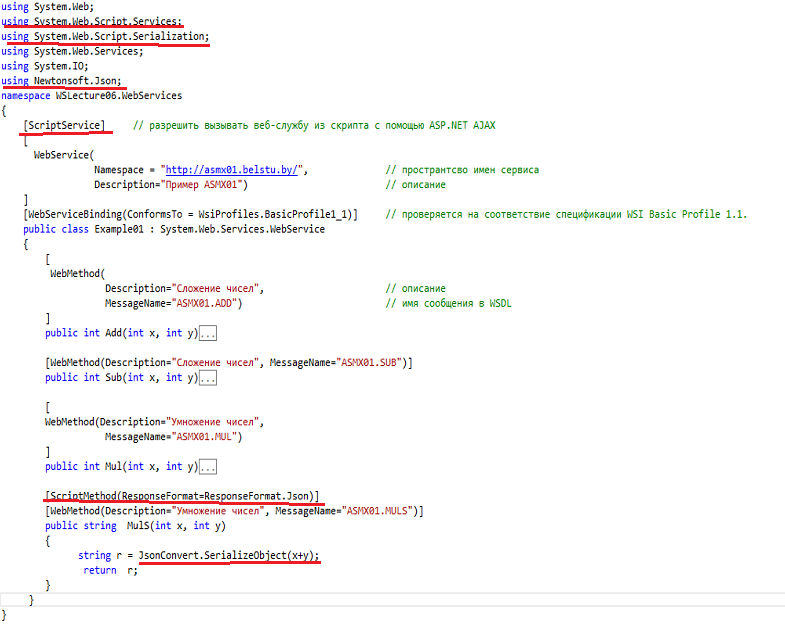 using System.Web;
using System.Web.Script.Services;
using System.Web.Script.Serialization;
using System.Web.Services;
using System.IO;
using Newtonsoft.Json;
namespace WSLecture06.WebServices
{
[ScriptService] // разрешить вызывать веб-службу из скрипта с помощью ASP.NET AJAX
[
WebService(
Namespace = "http://asmx01.belstu.by/", // пространтсво имен сервиса
Description="Пример ASMX01") // описание
]
[WebServiceBinding(ConformsTo = WsiProfiles.BasicProfile1_1)] // проверяется на соответствие спецификации WSI Basic Profile 1.1.
public class Example01 : System.Web.Services.WebService
{
[
WebMethod(
Description="Сложение чисел", // описание
MessageName="ASMX01.ADD") // имя сообщения в WSDL
]
public int Add(int x, int y)...
[WebMethod(Description="Сложение чисел", MessageName="ASMX01.SUB")]
public int Sub(int x, int y)...
[
WebMethod(Description="Умножение чисел",
MessageName="ASMX01.MUL")
]
public int Mul(int x, int y)...
[ScriptMethod(ResponseFormat=ResponseFormat.Json)]
[WebMethod(Description="Умножение чисел", MessageName="ASMX01.MULS")]
public string MulS(int x, int y)
{
string r = JsonConvert.SerializeObject(x+y);
return r;
}
}
}